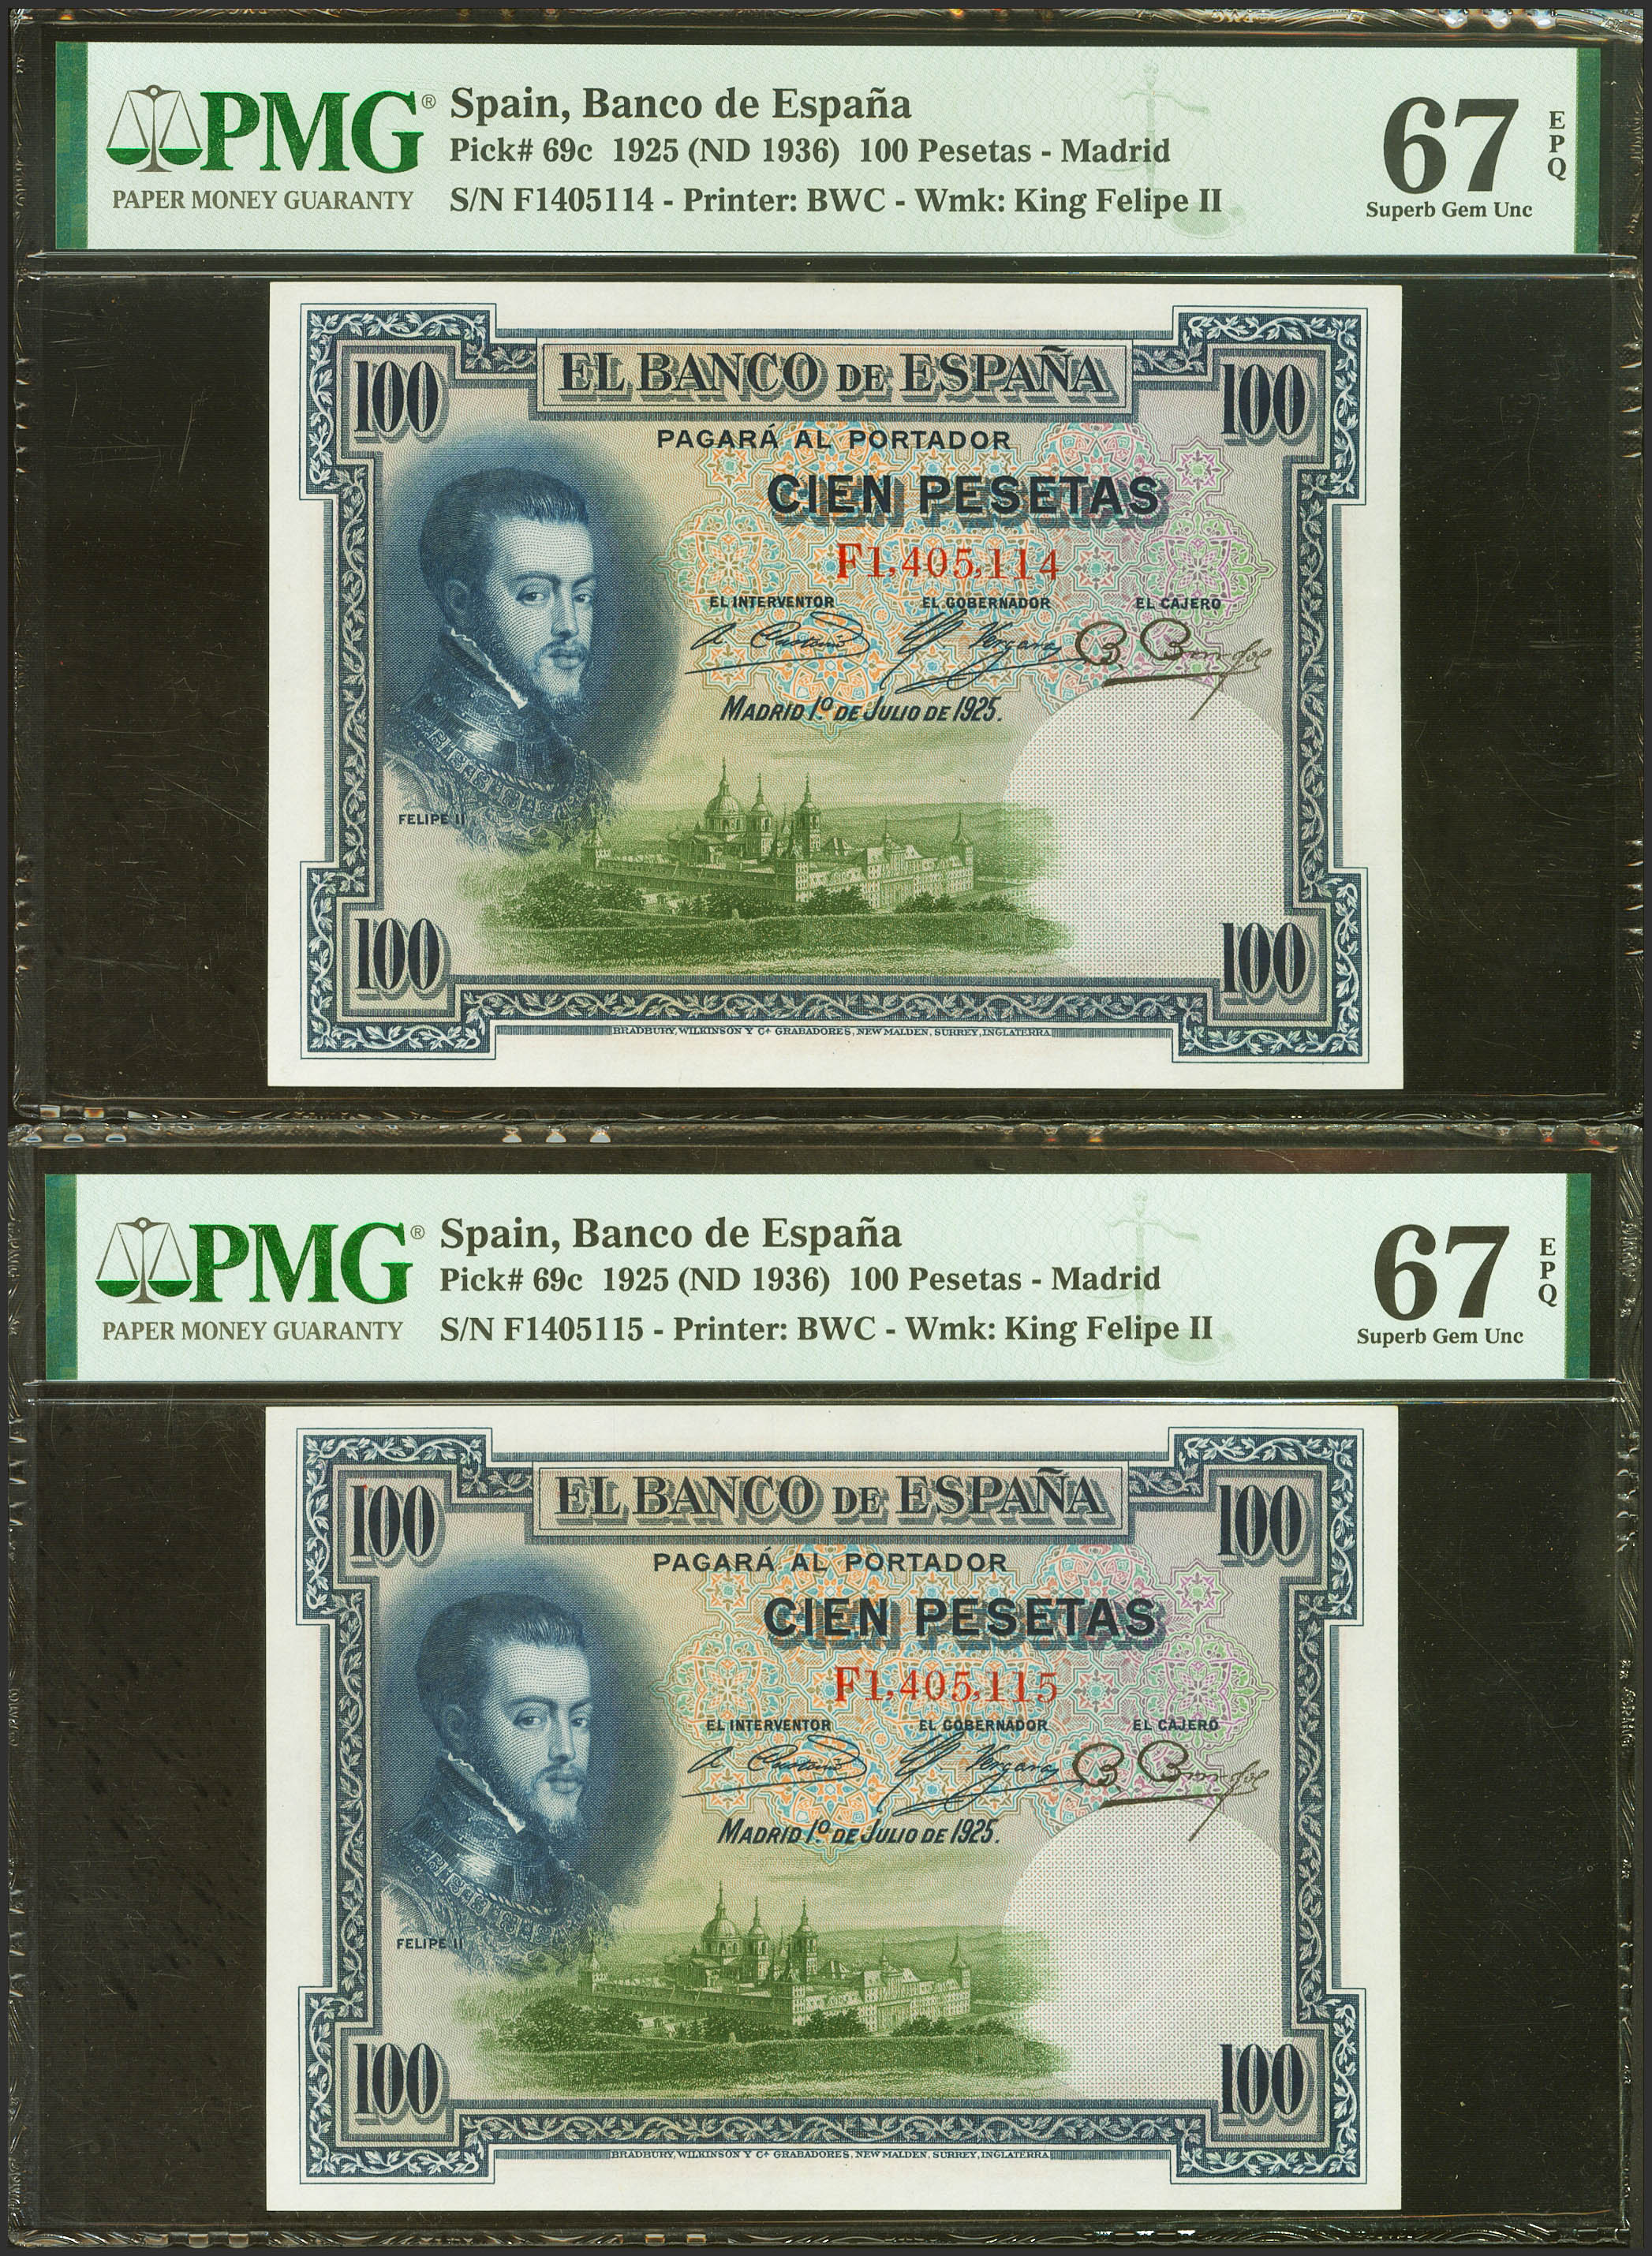 PMG®
PAPER MONEY GUARANTY
Spain, Banco de España
Pick# 69c 1925 (ND 1936) 100 Pesetas - Madrid
S/N F1405114 - Printer: BWC - Wmk: King Felipe II
67
EPQ
Superb Gem Unc
100
EL BANCO DE ESPAÑA
100
PAGARÁ AL PORTADOR
CIEN PESETAS
F1,405,114
EL INTERVENTOR EL GOBERNADOR EL CAJERO
MADRID 1º DE JULIO DE 1925.
FELIPE II
100
100
BRADBURY, WILKINSON Y Cª GRABADORES, NEW MALDEN, SURREY, INGLATERRA
PMG®
PAPER MONEY GUARANTY
Spain, Banco de España
Pick# 69c 1925 (ND 1936) 100 Pesetas - Madrid
S/N F1405115 - Printer: BWC - Wmk: King Felipe II
67
EPQ
Superb Gem Unc
100
EL BANCO DE ESPAÑA
100
PAGARÁ AL PORTADOR
CIEN PESETAS
F1,405,115
EL INTERVENTOR EL GOBERNADOR EL CAJERO
MADRID 1º DE JULIO DE 1925.
FELIPE II
100
100
BRADBURY, WILKINSON Y Cª GRABADORES, NEW MALDEN, SURREY, INGLATERRA